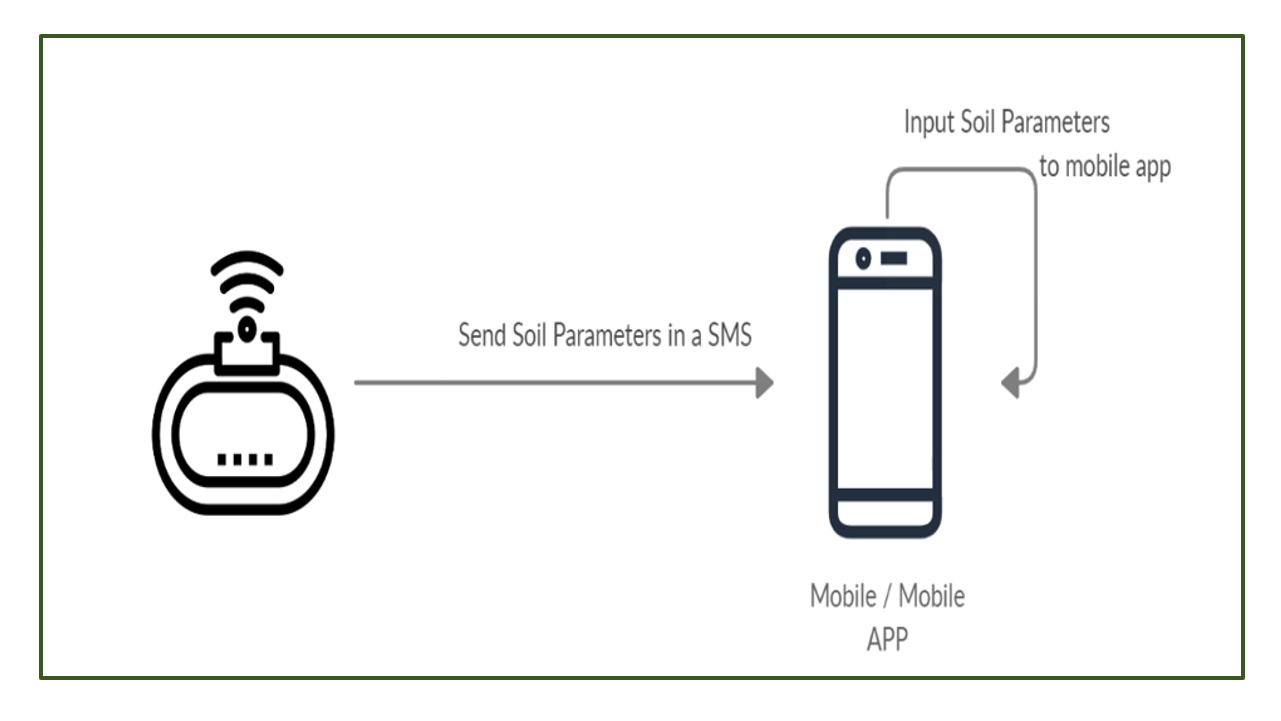 Input Soil Parameters
to mobile app
Send Soil Parameters in a SMS
Mobile / Mobile
APP